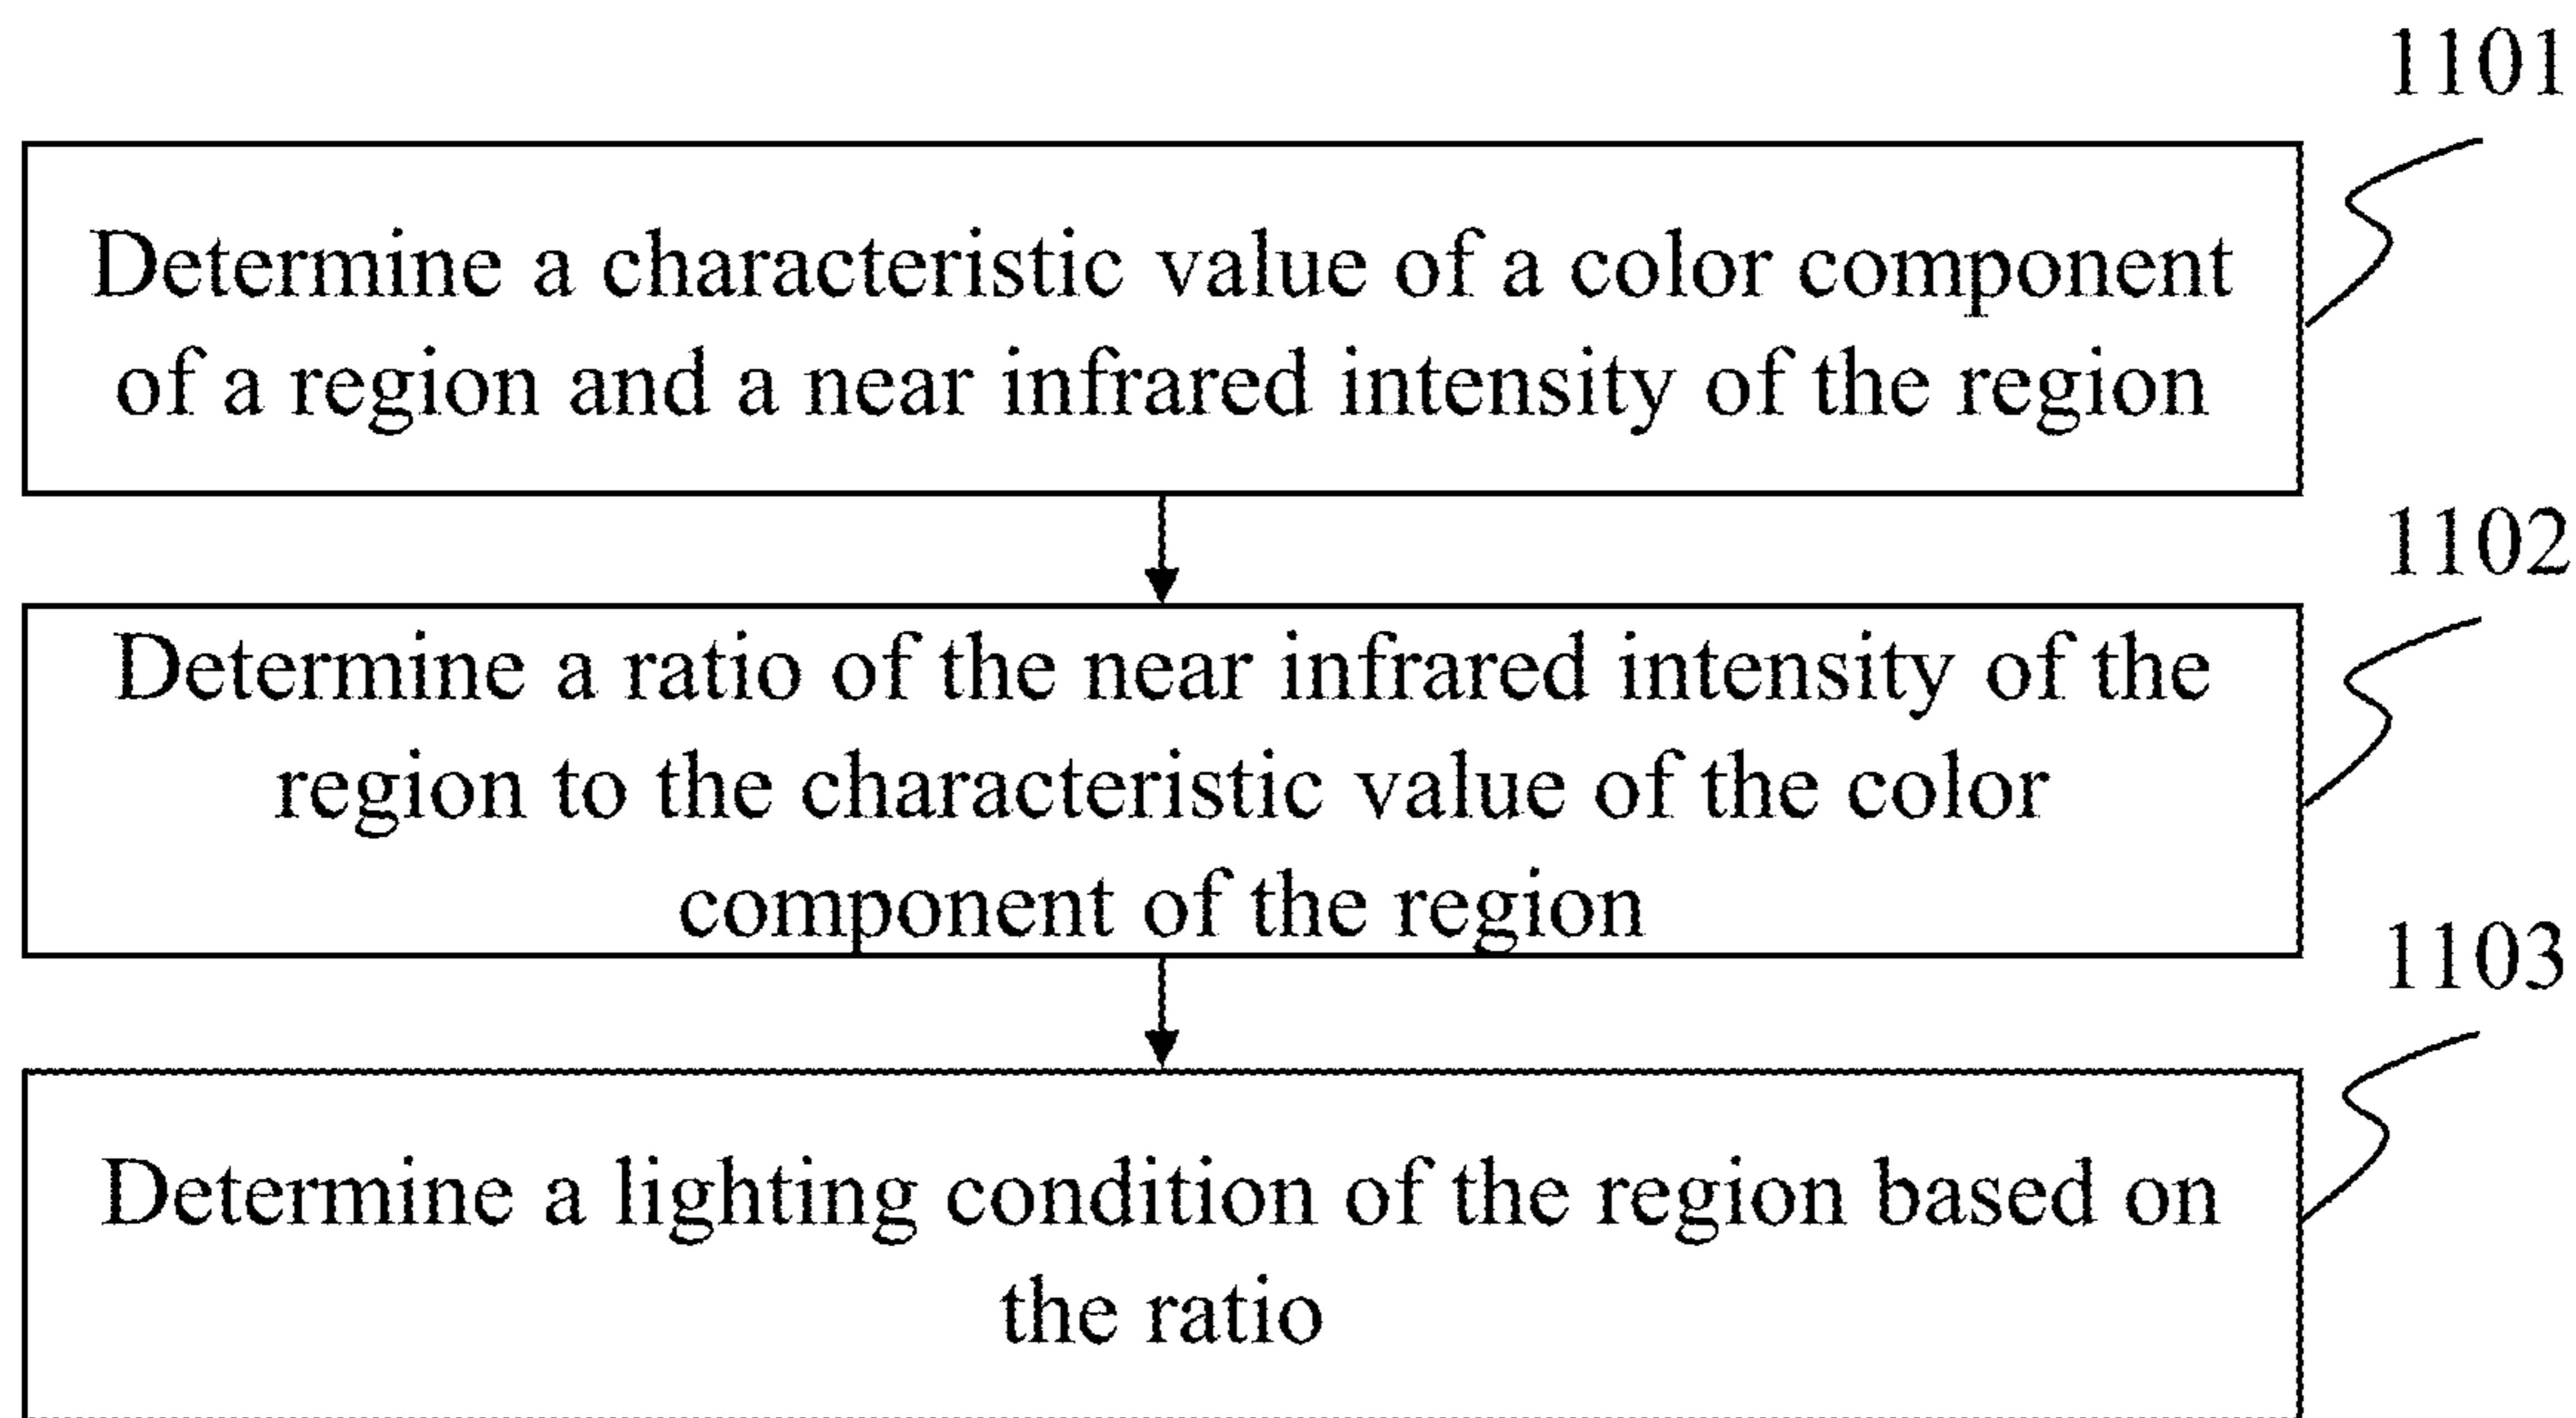 1101
Determine a characteristic value of a color component
of a region and a near infrared intensity of the region
1102
Determine a ratio of the near infrared intensity of the
region to the characteristic value of the color
component of the region
1103
Determine a lighting condition of the region based on
the ratio